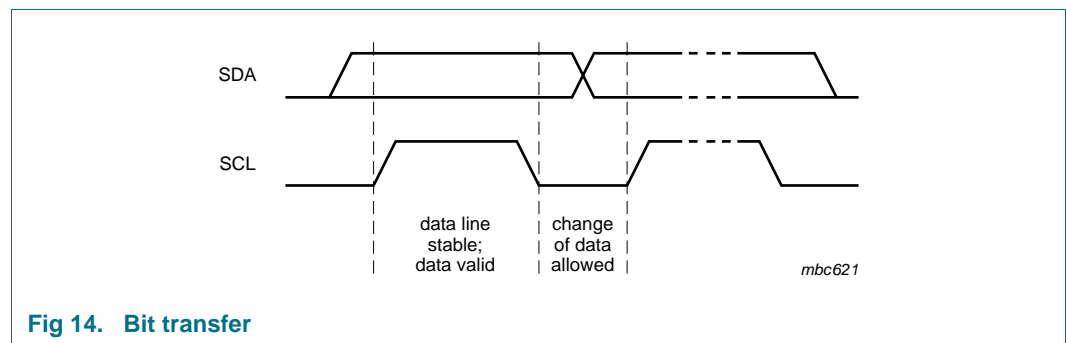 SDA
SCL
data line
stable;
data valid
change
of data
allowed
mbc621
Fig 14. Bit transfer